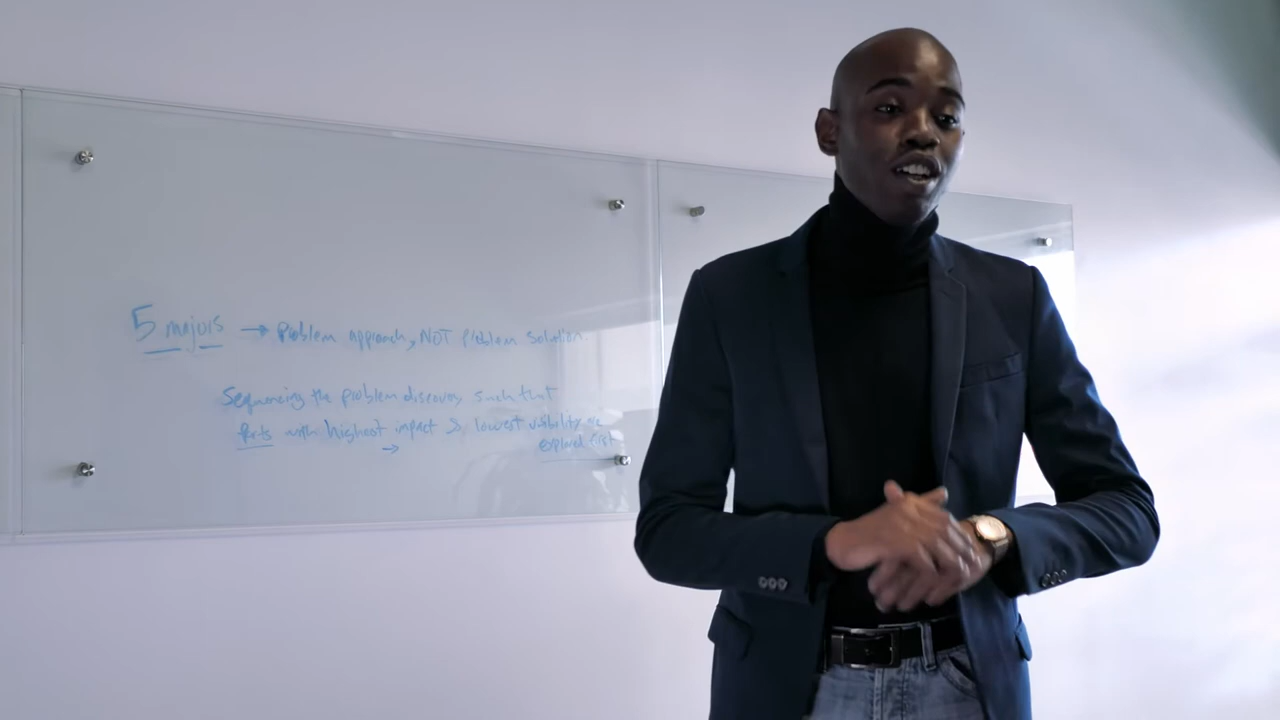 5 majors → Problem approach, NOT problem solution.
Sequencing the problem discovery such that
parts with highest impact & lowest visibility are
explored first